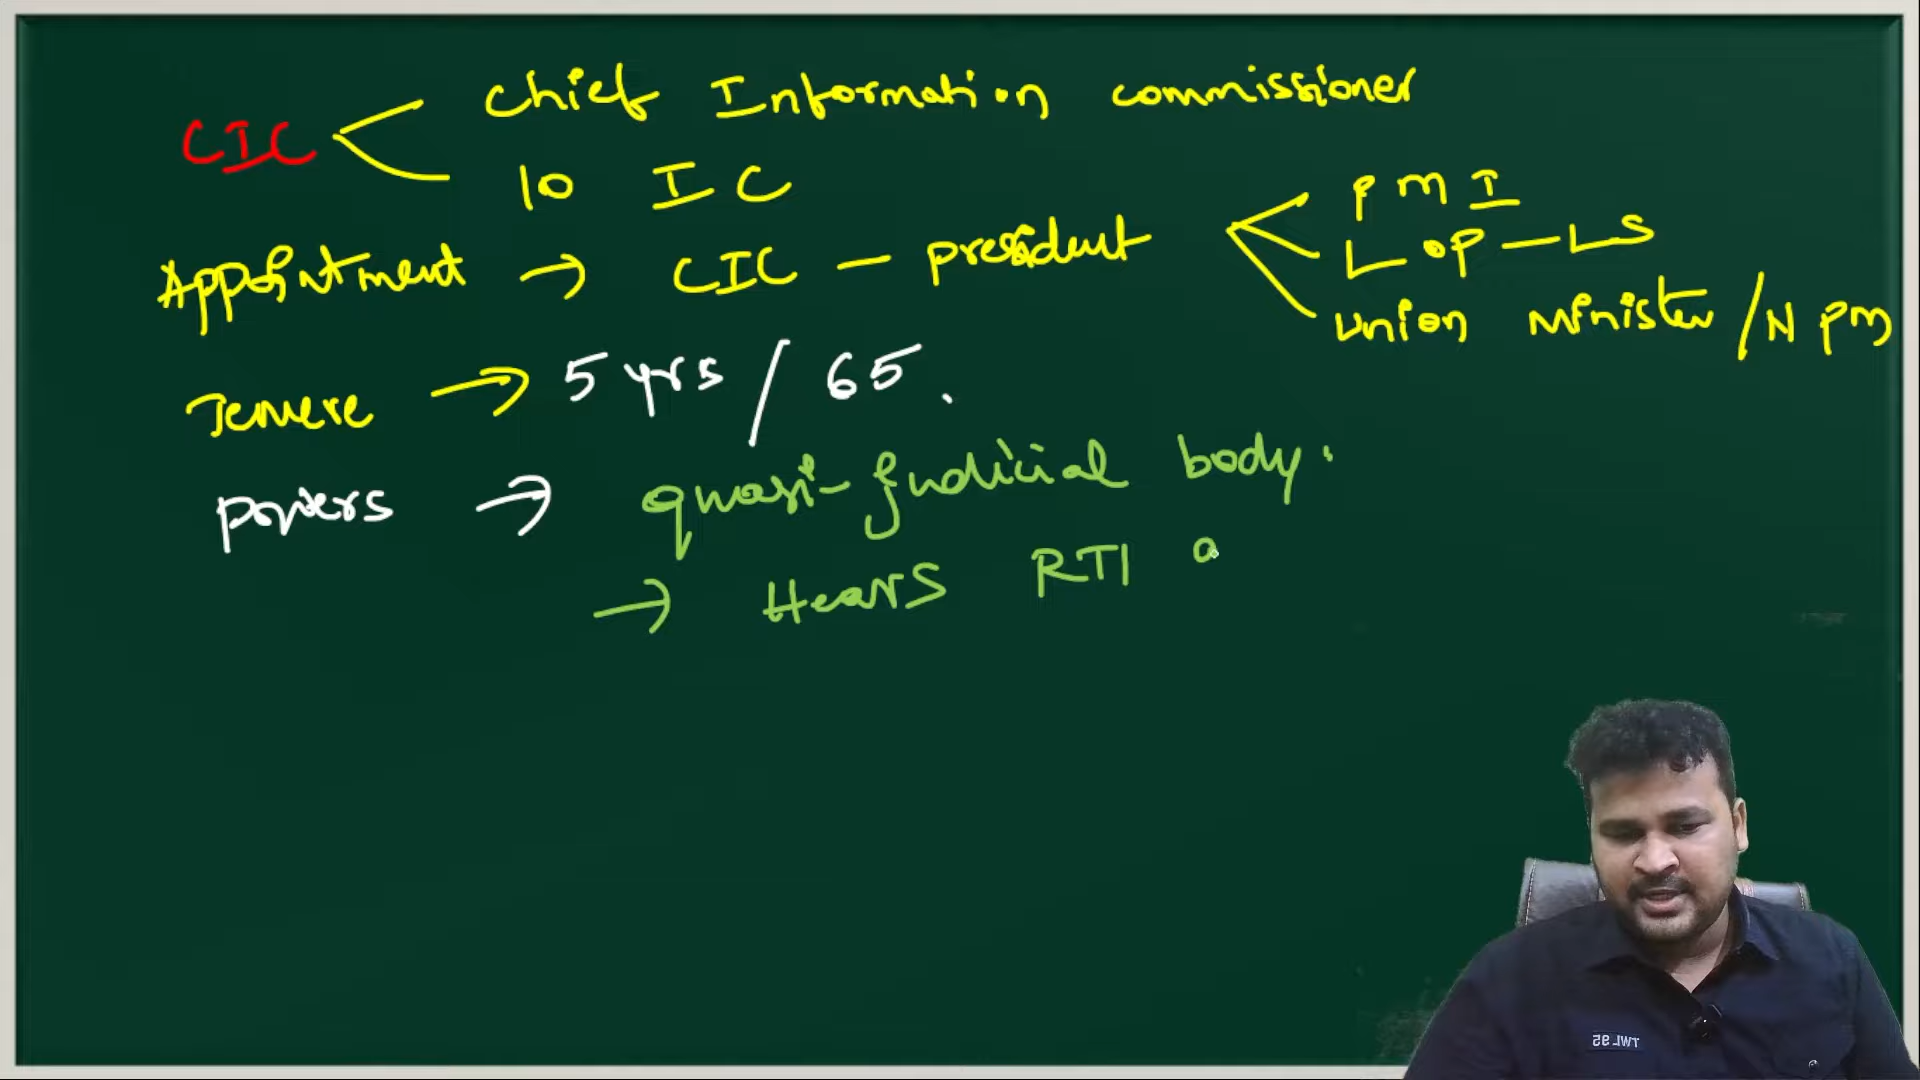 CIC
Chief Information commissioner
10 IC
Appointment → CIC - president
PMI
LOP - LS
Union Minister / N PM
Tenure → 5 yrs / 65.
Powers → quasi-judicial body.
→ Hears RTI a
TWL 95